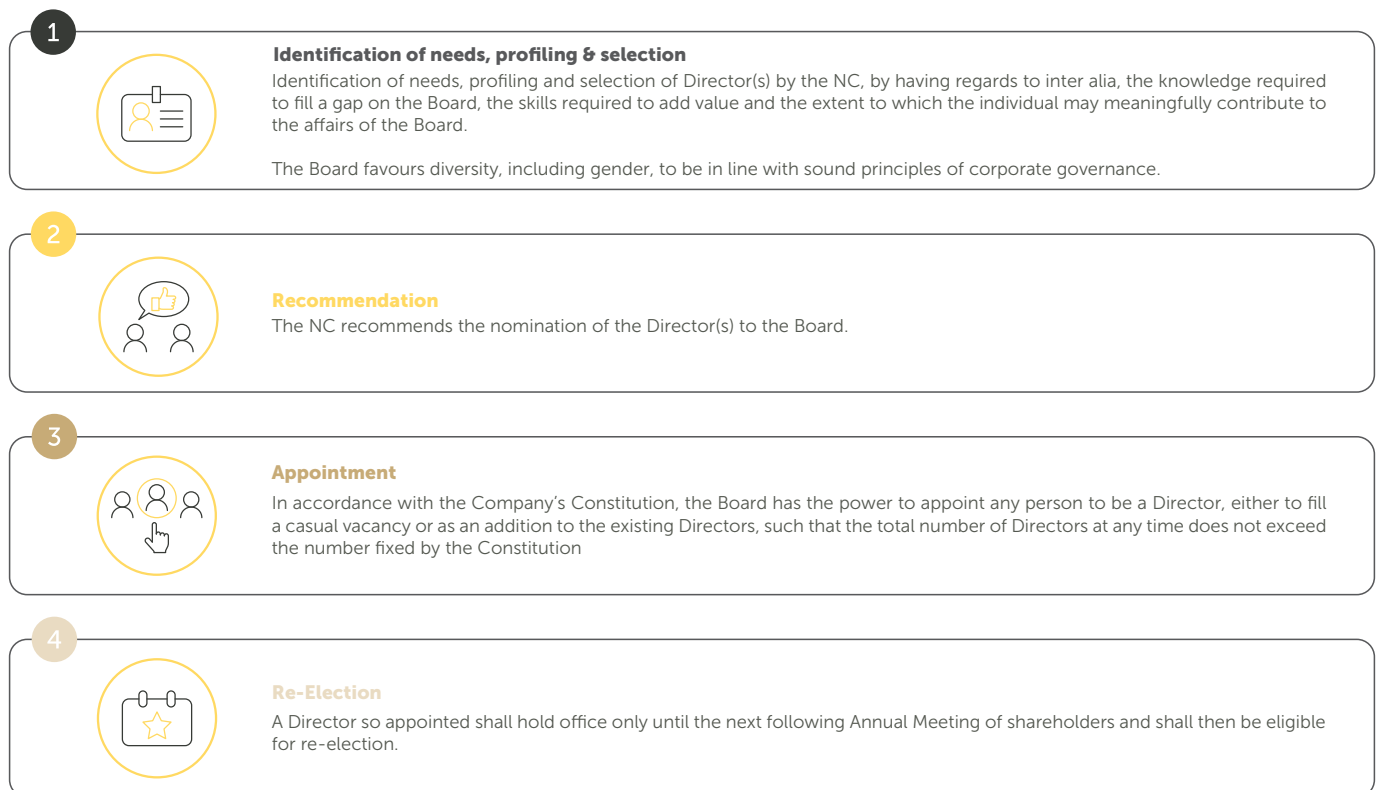 1
Identification of needs, profiling & selection
Identification of needs, profiling and selection of Director(s) by the NC, by having regards to inter alia, the knowledge required
to fill a gap on the Board, the skills required to add value and the extent to which the individual may meaningfully contribute to
the affairs of the Board.
The Board favours diversity, including gender, to be in line with sound principles of corporate governance.
2
Recommendation
The NC recommends the nomination of the Director(s) to the Board.
3
Appointment
In accordance with the Company's Constitution, the Board has the power to appoint any person to be a Director, either to fill
a casual vacancy or as an addition to the existing Directors, such that the total number of Directors at any time does not exceed
the number fixed by the Constitution
4
Re-Election
A Director so appointed shall hold office only until the next following Annual Meeting of shareholders and shall then be eligible
for re-election.